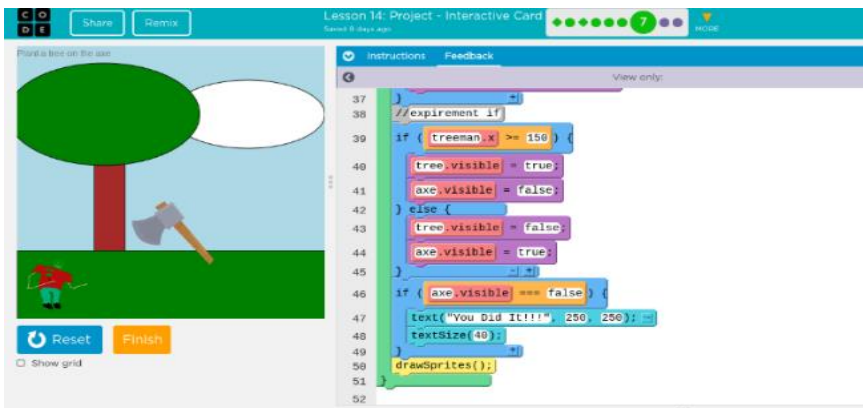 C O
D E
Share
Remix
Lesson 14: Project - Interactive Card
Saved 8 days ago
7
MORE
Plant a tree on the axe
Instructions
Feedback
View only:
37 }
38 //expirement if
39 if ( treeman.x >= 150 ) {
40 tree.visible = true;
41 axe.visible = false;
42 } else {
43 tree.visible = false;
44 axe.visible = true;
45 }
46 if ( axe.visible === false ) {
47 text("You Did It!!!", 250, 250);
48 textSize(40);
49 }
50 drawSprites();
51 }
52
Reset
Finish
Show grid